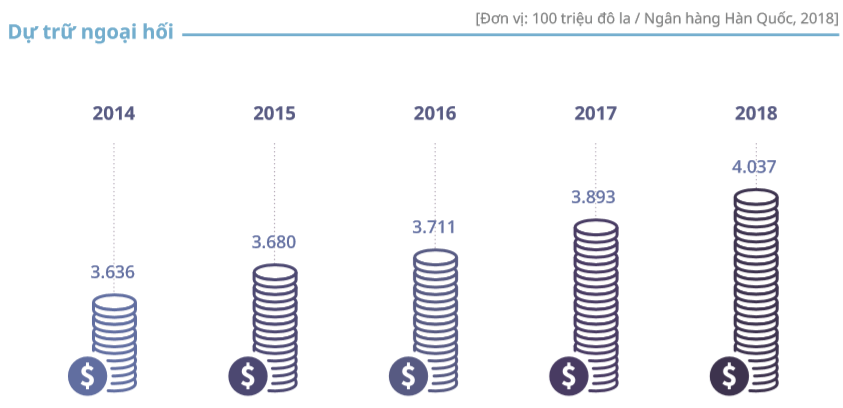 [Đơn vị: 100 triệu đô la / Ngân hàng Hàn Quốc, 2018]
Dự trữ ngoại hối
2014 2015 2016 2017 2018
4.037
3.893
3.711
3.680
3.636
$ $ $ $ $